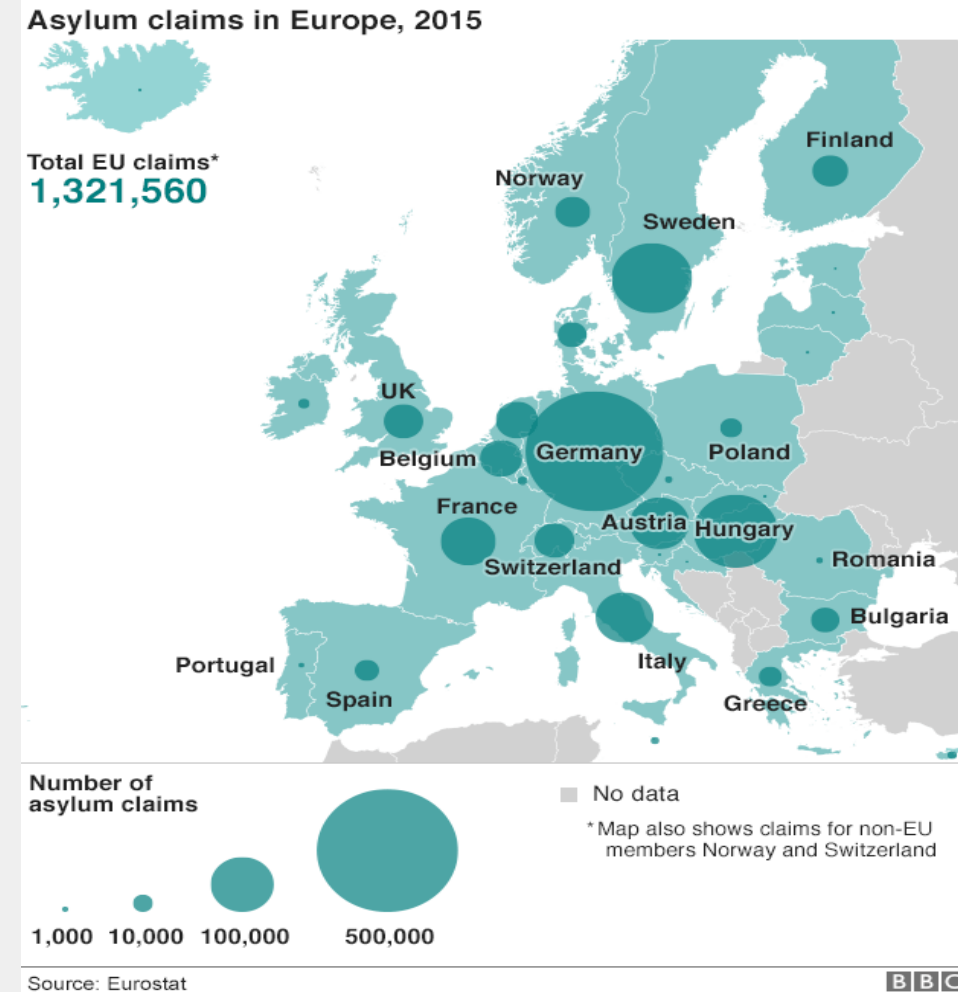 Asylum claims in Europe, 2015
Total EU claims*
1,321,560
Finland
Norway
Sweden
UK
Belgium
Germany
Poland
France
Austria
Hungary
Switzerland
Romania
Bulgaria
Portugal
Italy
Spain
Greece
Number of
asylum claims
1,000 10,000 100,000 500,000
No data
*Map also shows claims for non-EU
members Norway and Switzerland
Source: Eurostat
BBC